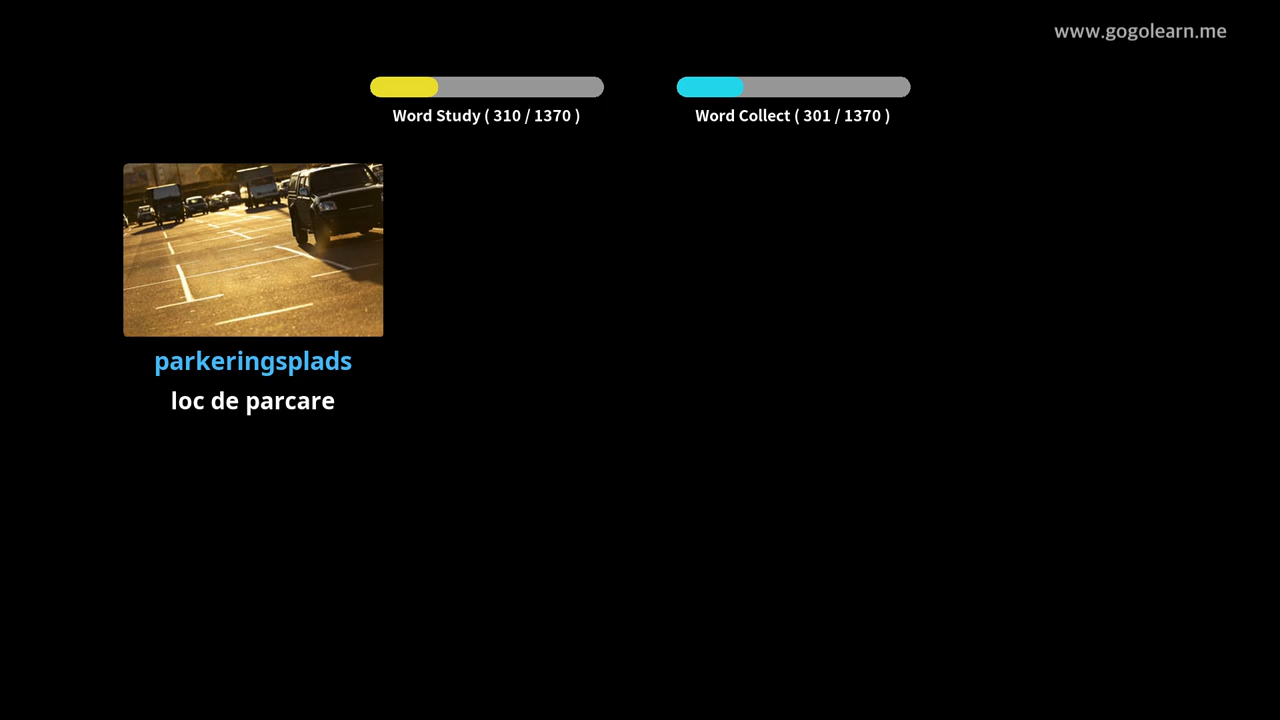 www.gogolearn.me
Word Study ( 310 / 1370 )
Word Collect ( 301 / 1370 )
parkeringsplads
loc de parcare